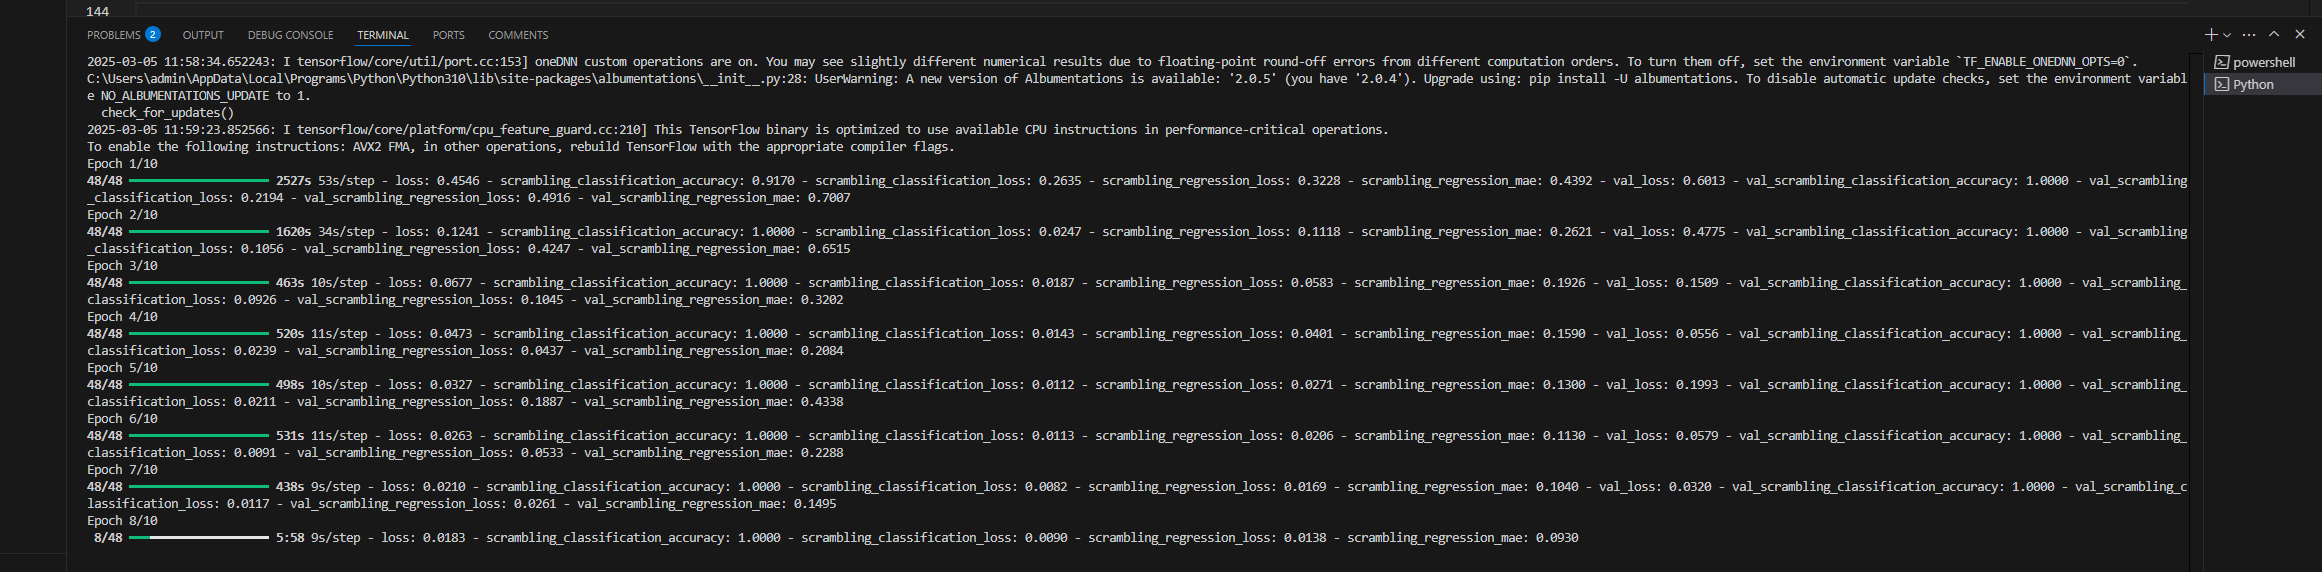 144
PROBLEMS 2 OUTPUT DEBUG CONSOLE TERMINAL PORTS COMMENTS
powershell
Python
2025-03-05 11:58:34.652243: I tensorflow/core/util/port.cc:153] oneDNN custom operations are on. You may see slightly different numerical results due to floating-point round-off errors from different computation orders. To turn them off, set the environment variable `TF_ENABLE_ONEDNN_OPTS=0`.
C:\Users\admin\AppData\Local\Programs\Python\Python310\lib\site-packages\albumentations\__init__.py:28: UserWarning: A new version of Albumentations is available: '2.0.5' (you have '2.0.4'). Upgrade using: pip install -U albumentations. To disable automatic update checks, set the environment variabl
e NO_ALBUMENTATIONS_UPDATE to 1.
  check_for_updates()
2025-03-05 11:59:23.852566: I tensorflow/core/platform/cpu_feature_guard.cc:210] This TensorFlow binary is optimized to use available CPU instructions in performance-critical operations.
To enable the following instructions: AVX2 FMA, in other operations, rebuild TensorFlow with the appropriate compiler flags.
Epoch 1/10
48/48 2527s 53s/step - loss: 0.4546 - scrambling_classification_accuracy: 0.9170 - scrambling_classification_loss: 0.2635 - scrambling_regression_loss: 0.3228 - scrambling_regression_mae: 0.4392 - val_loss: 0.6013 - val_scrambling_classification_accuracy: 1.0000 - val_scrambling
_classification_loss: 0.2194 - val_scrambling_regression_loss: 0.4916 - val_scrambling_regression_mae: 0.7007
Epoch 2/10
48/48 1620s 34s/step - loss: 0.1241 - scrambling_classification_accuracy: 1.0000 - scrambling_classification_loss: 0.0247 - scrambling_regression_loss: 0.1118 - scrambling_regression_mae: 0.2621 - val_loss: 0.4775 - val_scrambling_classification_accuracy: 1.0000 - val_scrambling
_classification_loss: 0.1056 - val_scrambling_regression_loss: 0.4247 - val_scrambling_regression_mae: 0.6515
Epoch 3/10
48/48 463s 10s/step - loss: 0.0677 - scrambling_classification_accuracy: 1.0000 - scrambling_classification_loss: 0.0187 - scrambling_regression_loss: 0.0583 - scrambling_regression_mae: 0.1926 - val_loss: 0.1509 - val_scrambling_classification_accuracy: 1.0000 - val_scrambling_
classification_loss: 0.0926 - val_scrambling_regression_loss: 0.1045 - val_scrambling_regression_mae: 0.3202
Epoch 4/10
48/48 520s 11s/step - loss: 0.0473 - scrambling_classification_accuracy: 1.0000 - scrambling_classification_loss: 0.0143 - scrambling_regression_loss: 0.0401 - scrambling_regression_mae: 0.1590 - val_loss: 0.0556 - val_scrambling_classification_accuracy: 1.0000 - val_scrambling_
classification_loss: 0.0239 - val_scrambling_regression_loss: 0.0437 - val_scrambling_regression_mae: 0.2084
Epoch 5/10
48/48 498s 10s/step - loss: 0.0327 - scrambling_classification_accuracy: 1.0000 - scrambling_classification_loss: 0.0112 - scrambling_regression_loss: 0.0271 - scrambling_regression_mae: 0.1300 - val_loss: 0.1993 - val_scrambling_classification_accuracy: 1.0000 - val_scrambling_
classification_loss: 0.0211 - val_scrambling_regression_loss: 0.1887 - val_scrambling_regression_mae: 0.4338
Epoch 6/10
48/48 531s 11s/step - loss: 0.0263 - scrambling_classification_accuracy: 1.0000 - scrambling_classification_loss: 0.0113 - scrambling_regression_loss: 0.0206 - scrambling_regression_mae: 0.1130 - val_loss: 0.0579 - val_scrambling_classification_accuracy: 1.0000 - val_scrambling_
classification_loss: 0.0091 - val_scrambling_regression_loss: 0.0533 - val_scrambling_regression_mae: 0.2288
Epoch 7/10
48/48 438s 9s/step - loss: 0.0210 - scrambling_classification_accuracy: 1.0000 - scrambling_classification_loss: 0.0082 - scrambling_regression_loss: 0.0169 - scrambling_regression_mae: 0.1040 - val_loss: 0.0320 - val_scrambling_classification_accuracy: 1.0000 - val_scrambling_c
lassification_loss: 0.0117 - val_scrambling_regression_loss: 0.0261 - val_scrambling_regression_mae: 0.1495
Epoch 8/10
8/48 5:58 9s/step - loss: 0.0183 - scrambling_classification_accuracy: 1.0000 - scrambling_classification_loss: 0.0090 - scrambling_regression_loss: 0.0138 - scrambling_regression_mae: 0.0930